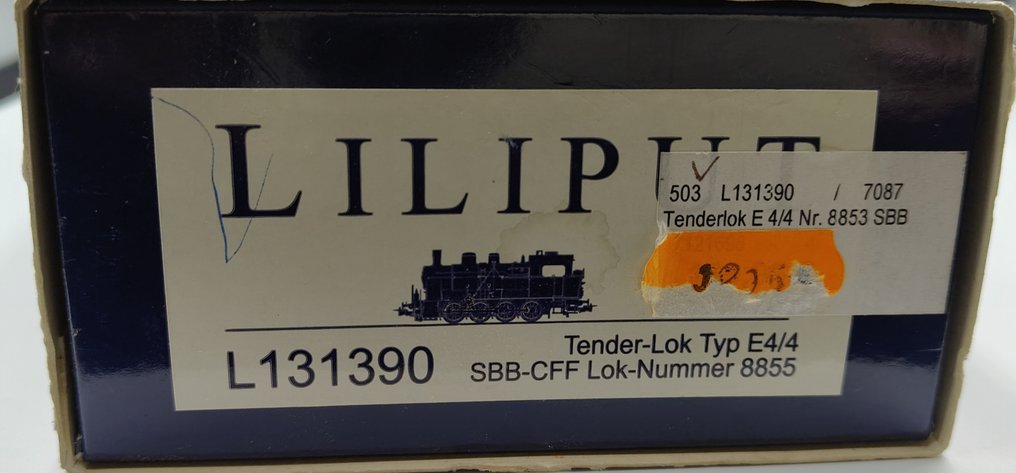 LILIPUT
503 L131390 / 7087
Tenderlok E 4/4 Nr. 8853 SBB
L131390
Tender-Lok Typ E4/4
SBB-CFF Lok-Nummer 8855